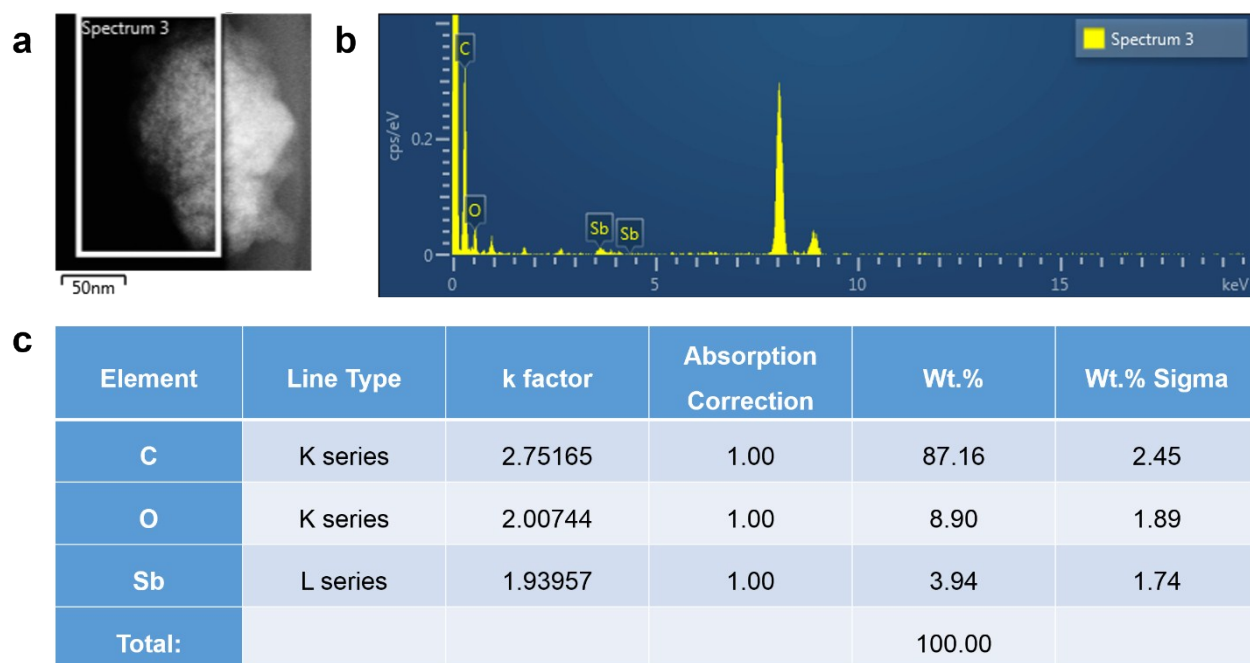 a
Spectrum 3
50nm
b
cps/eV
0.2
0
C
O
Sb
Sb
Spectrum 3
0
5
10
15
keV
c
Element Line Type k factor Absorption Correction Wt.% Wt.% Sigma
C K series 2.75165 1.00 87.16 2.45
O K series 2.00744 1.00 8.90 1.89
Sb L series 1.93957 1.00 3.94 1.74
Total: 100.00